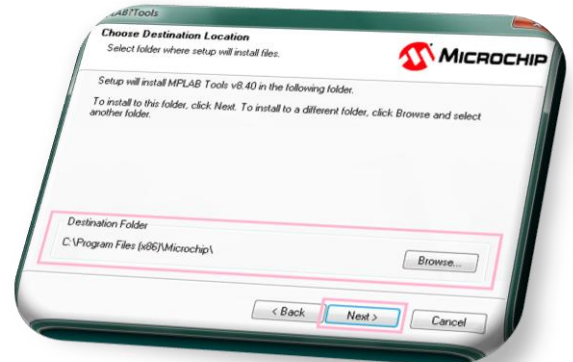 Choose Destination Location
Select folder where setup will install files.
MICROCHIP
Setup will install MPLAB Tools v8.40 in the following folder.
To install to this folder, click Next. To install to a different folder, click Browse and select
another folder.
Destination Folder
C:\Program Files (x86)\Microchip\
Browse...
< Back
Next >
Cancel